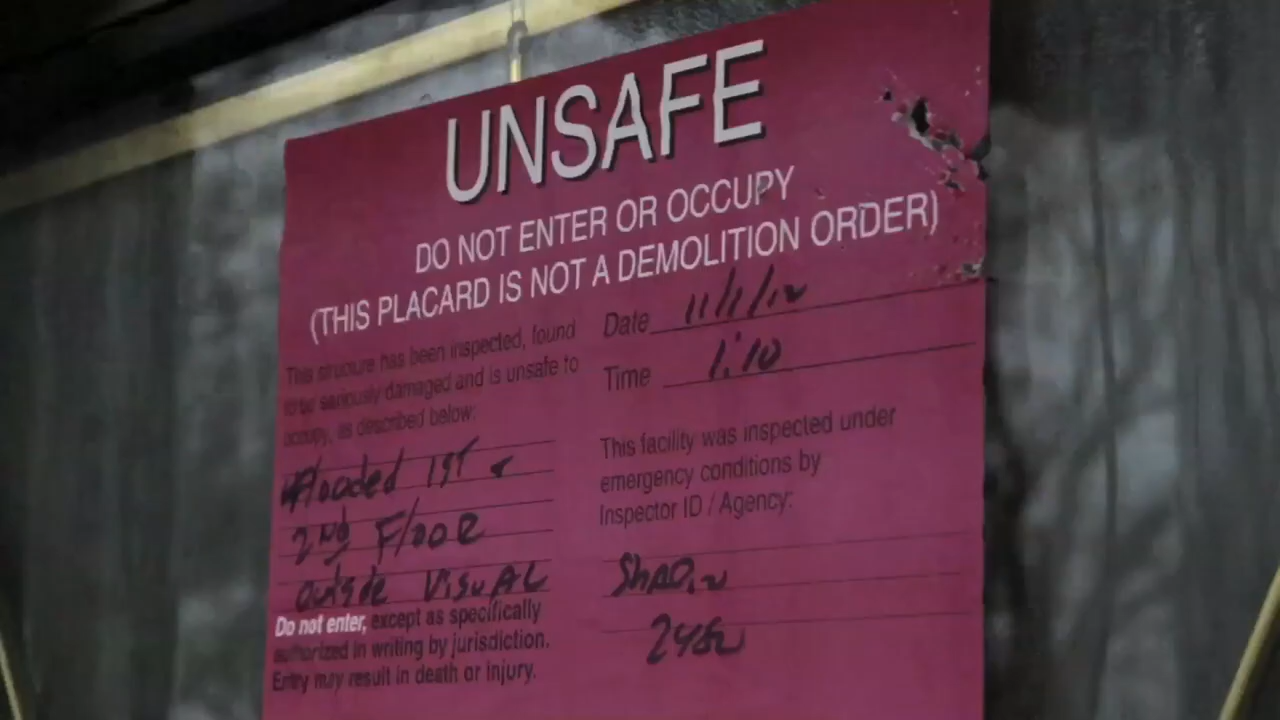 UNSAFE
DO NOT ENTER OR OCCUPY
(THIS PLACARD IS NOT A DEMOLITION ORDER)
This structure has been inspected, found
to be seriously damaged and is unsafe to
occupy, as described below:
flooded 1ST
2ND FlooR
outside VisuAL
Do not enter, except as specifically
authorized in writing by jurisdiction.
Entry may result in death or injury.
Date 11/1/12
Time 1:10
This facility was inspected under
emergency conditions by
Inspector ID / Agency: